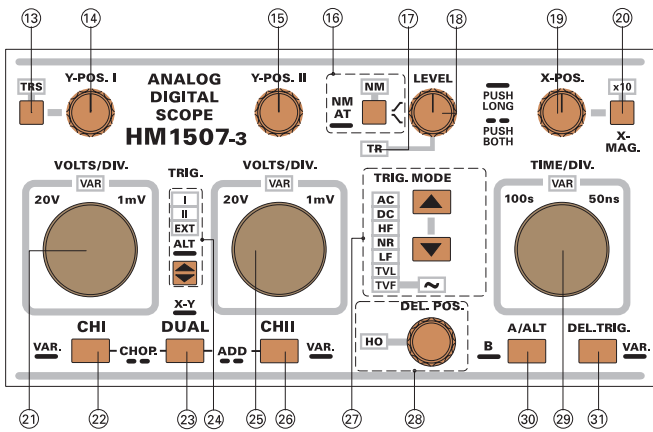 13 14 15 16 17 18 19 20
TRS
Y-POS. I
ANALOG
DIGITAL
SCOPE
HM1507-3
Y-POS. II
NM
AT
NM
LEVEL
TR
PUSH
LONG
PUSH
BOTH
X-POS.
x10
X-
MAG.
VOLTS/DIV.
VAR
20V 1mV
TRIG.
I
II
EXT
ALT
VOLTS/DIV.
VAR
20V 1mV
TRIG. MODE
AC
DC
HF
NR
LF
TVL
TVF
~
TIME/DIV.
VAR
100s 50ns
X-Y
CHI DUAL CHII
VAR. CHOP. ADD VAR.
DEL. POS.
HO
A/ALT
B
DEL.TRIG.
VAR.
21 22 23 24 25 26 27 28 30 29 31